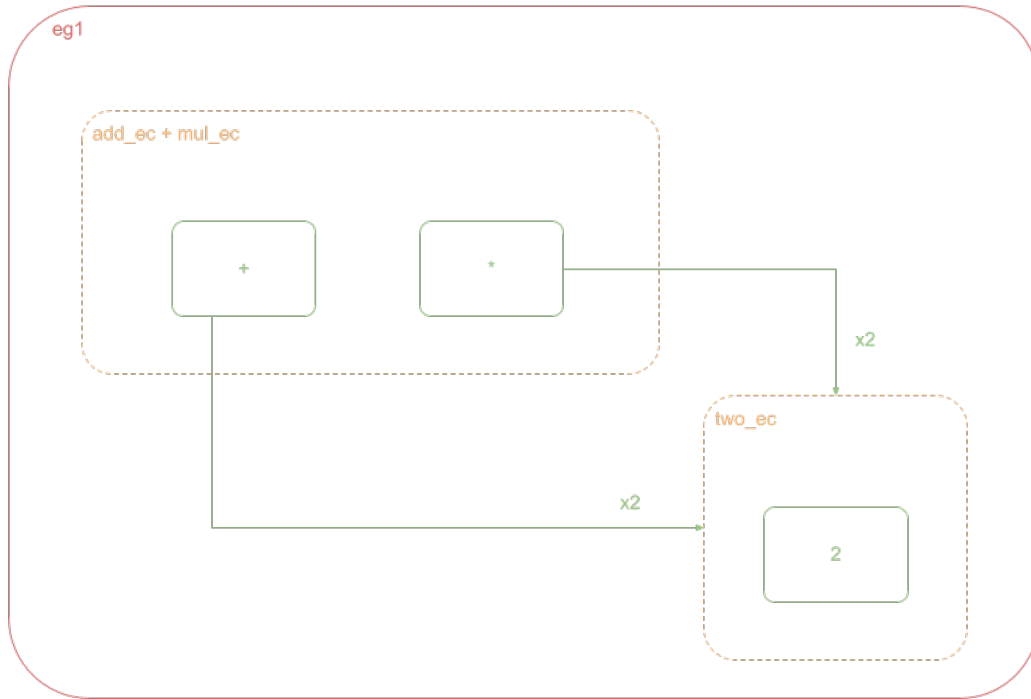 eg1
add_ec + mul_ec
+
*
x2
two_ec
x2
2